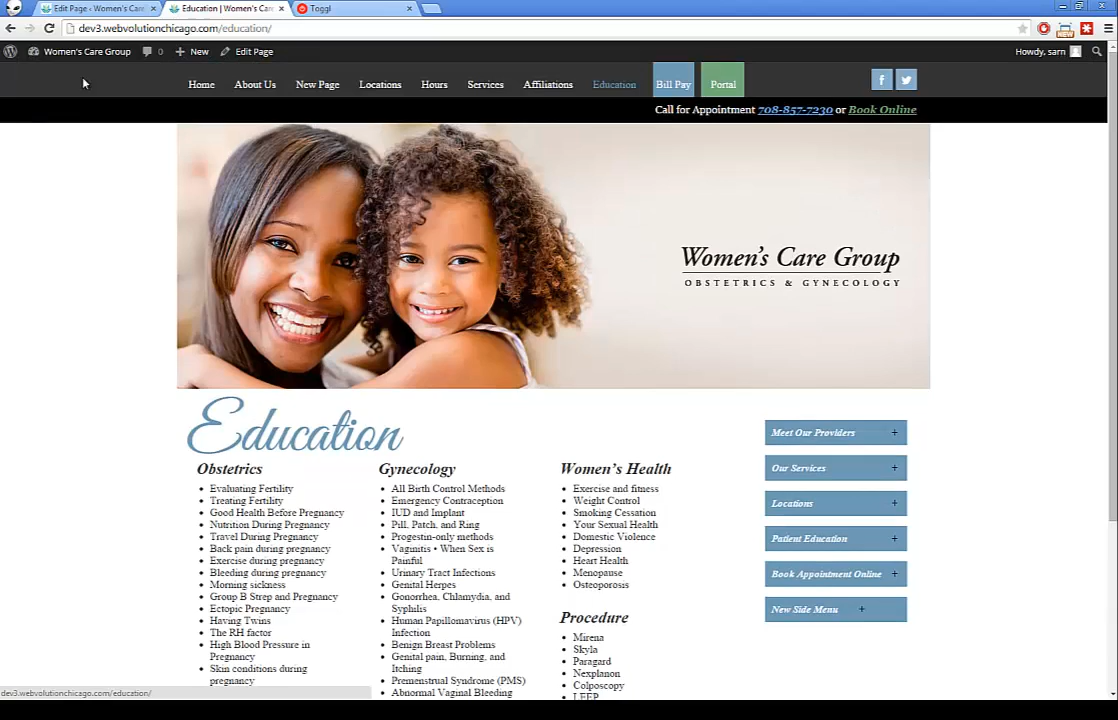 Edit Page ‹ Women's Care
Education | Women's Care
Toggl
dev3.webvolutionchicago.com/education/
NEW
Women's Care Group
0
New
Edit Page
Howdy, sarn
Home
About Us
New Page
Locations
Hours
Services
Affiliations
Education
Bill Pay
Portal
Call for Appointment 708-857-7230 or Book Online
Women's Care Group
OBSTETRICS & GYNECOLOGY
Education
Obstetrics
Evaluating Fertility
Treating Fertility
Good Health Before Pregnancy
Nutrition During Pregnancy
Travel During Pregnancy
Back pain during pregnancy
Exercise during pregnancy
Bleeding during pregnancy
Morning sickness
Group B Strep and Pregnancy
Ectopic Pregnancy
Having Twins
The RH factor
High Blood Pressure in
Pregnancy
Skin conditions during
pregnancy
Gynecology
All Birth Control Methods
Emergency Contraception
IUD and Implant
Pill, Patch, and Ring
Progestin-only methods
Vaginitis • When Sex is
Painful
Urinary Tract Infections
Genital Herpes
Gonorrhea, Chlamydia, and
Syphilis
Human Papillomavirus (HPV)
Infection
Benign Breast Problems
Genital pain, Burning, and
Itching
Premenstrual Syndrome (PMS)
Abnormal Vaginal Bleeding
Women's Health
Exercise and fitness
Weight Control
Smoking Cessation
Your Sexual Health
Domestic Violence
Depression
Heart Health
Menopause
Osteoporosis
Procedure
Mirena
Skyla
Paragard
Nexplanon
Colposcopy
LEEP
Meet Our Providers +
Our Services +
Locations +
Patient Education +
Book Appointment Online +
New Side Menu +
dev3.webvolutionchicago.com/education/